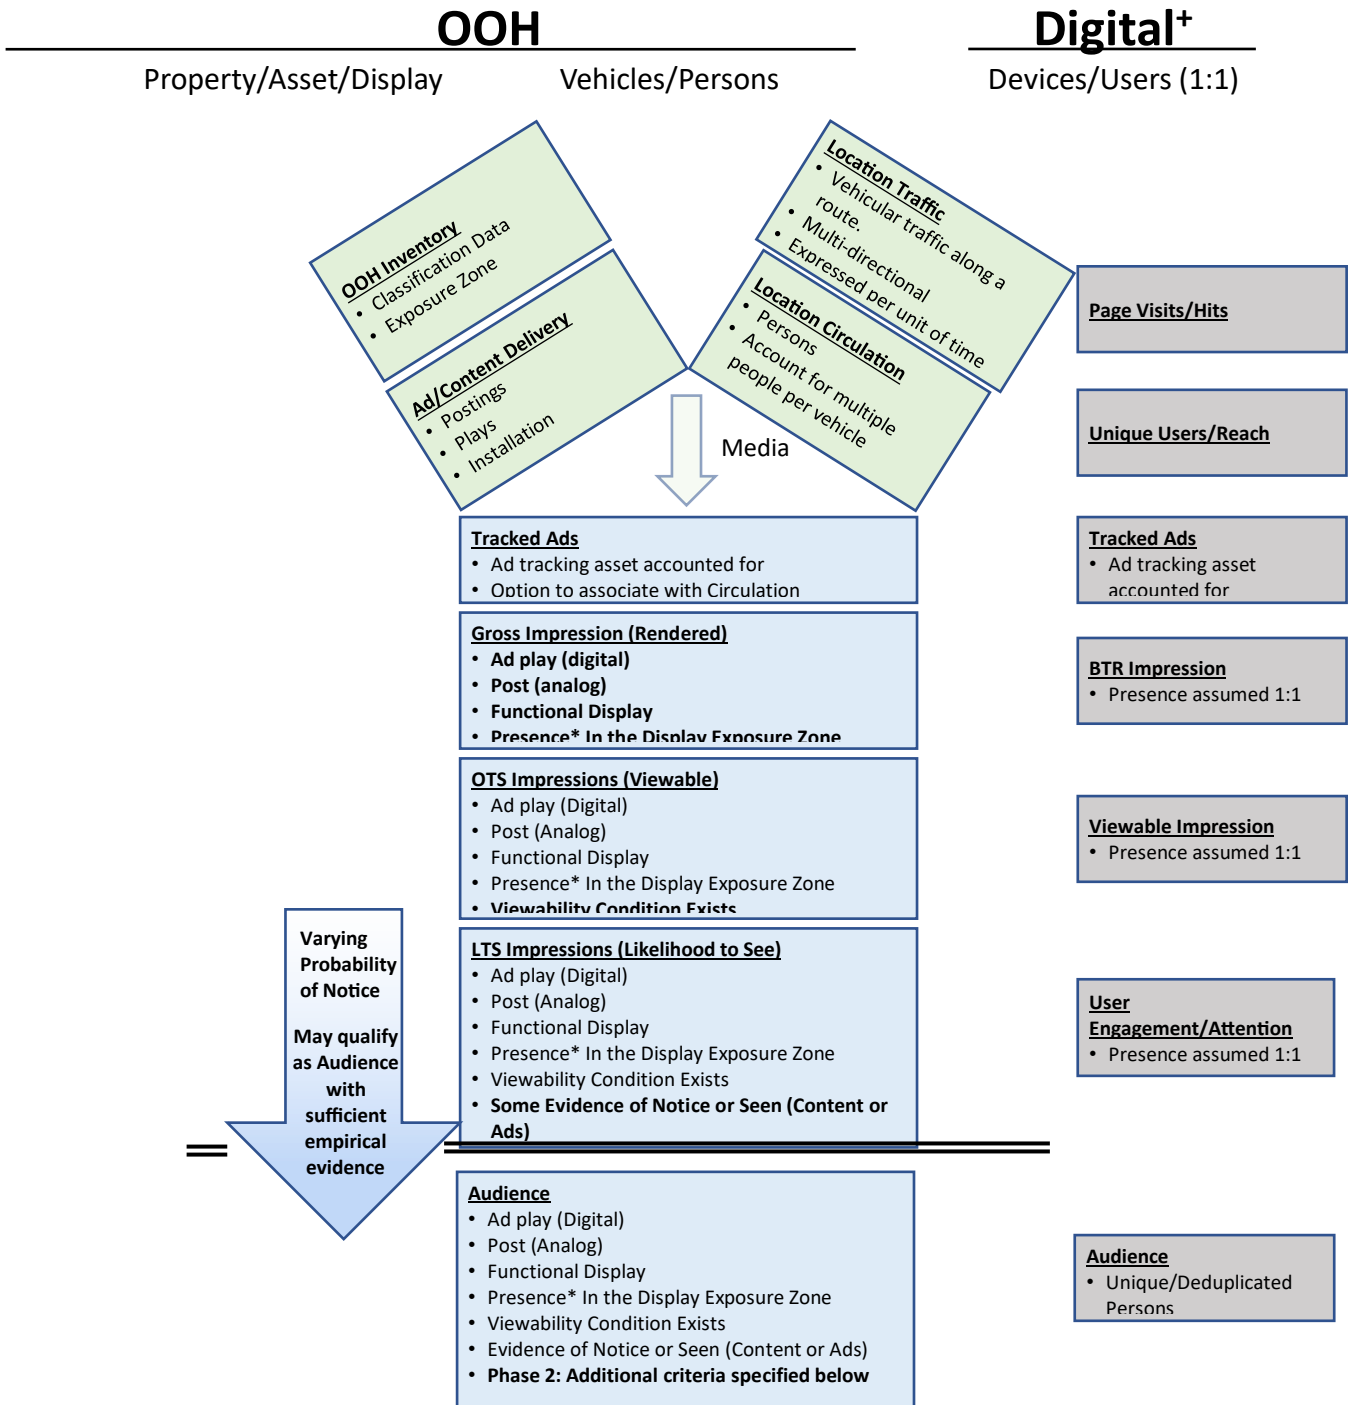 OOH
Digital+
Property/Asset/Display
Vehicles/Persons
Devices/Users (1:1)
OOH Inventory
• Classification Data
• Exposure Zone
Ad/Content Delivery
• Postings
• Plays
• Installation
Location Traffic
• Vehicular traffic along a
route.
• Multi-directional
• Expressed per unit of time
Location Circulation
• Persons
• Account for multiple
people per vehicle
Media
Tracked Ads
• Ad tracking asset accounted for
• Option to associate with Circulation
Gross Impression (Rendered)
• Ad play (digital)
• Post (analog)
• Functional Display
• Presence* In the Display Exposure Zone
OTS Impressions (Viewable)
• Ad play (Digital)
• Post (Analog)
• Functional Display
• Presence* In the Display Exposure Zone
• Viewability Condition Exists
LTS Impressions (Likelihood to See)
• Ad play (Digital)
• Post (Analog)
• Functional Display
• Presence* In the Display Exposure Zone
• Viewability Condition Exists
• Some Evidence of Notice or Seen (Content or
Ads)
Varying
Probability
of Notice
May qualify
as Audience
with
sufficient
empirical
evidence
Audience
• Ad play (Digital)
• Post (Analog)
• Functional Display
• Presence* In the Display Exposure Zone
• Viewability Condition Exists
• Evidence of Notice or Seen (Content or Ads)
• Phase 2: Additional criteria specified below
Page Visits/Hits
Unique Users/Reach
Tracked Ads
• Ad tracking asset
accounted for
BTR Impression
• Presence assumed 1:1
Viewable Impression
• Presence assumed 1:1
User
Engagement/Attention
• Presence assumed 1:1
Audience
• Unique/Deduplicated
Persons